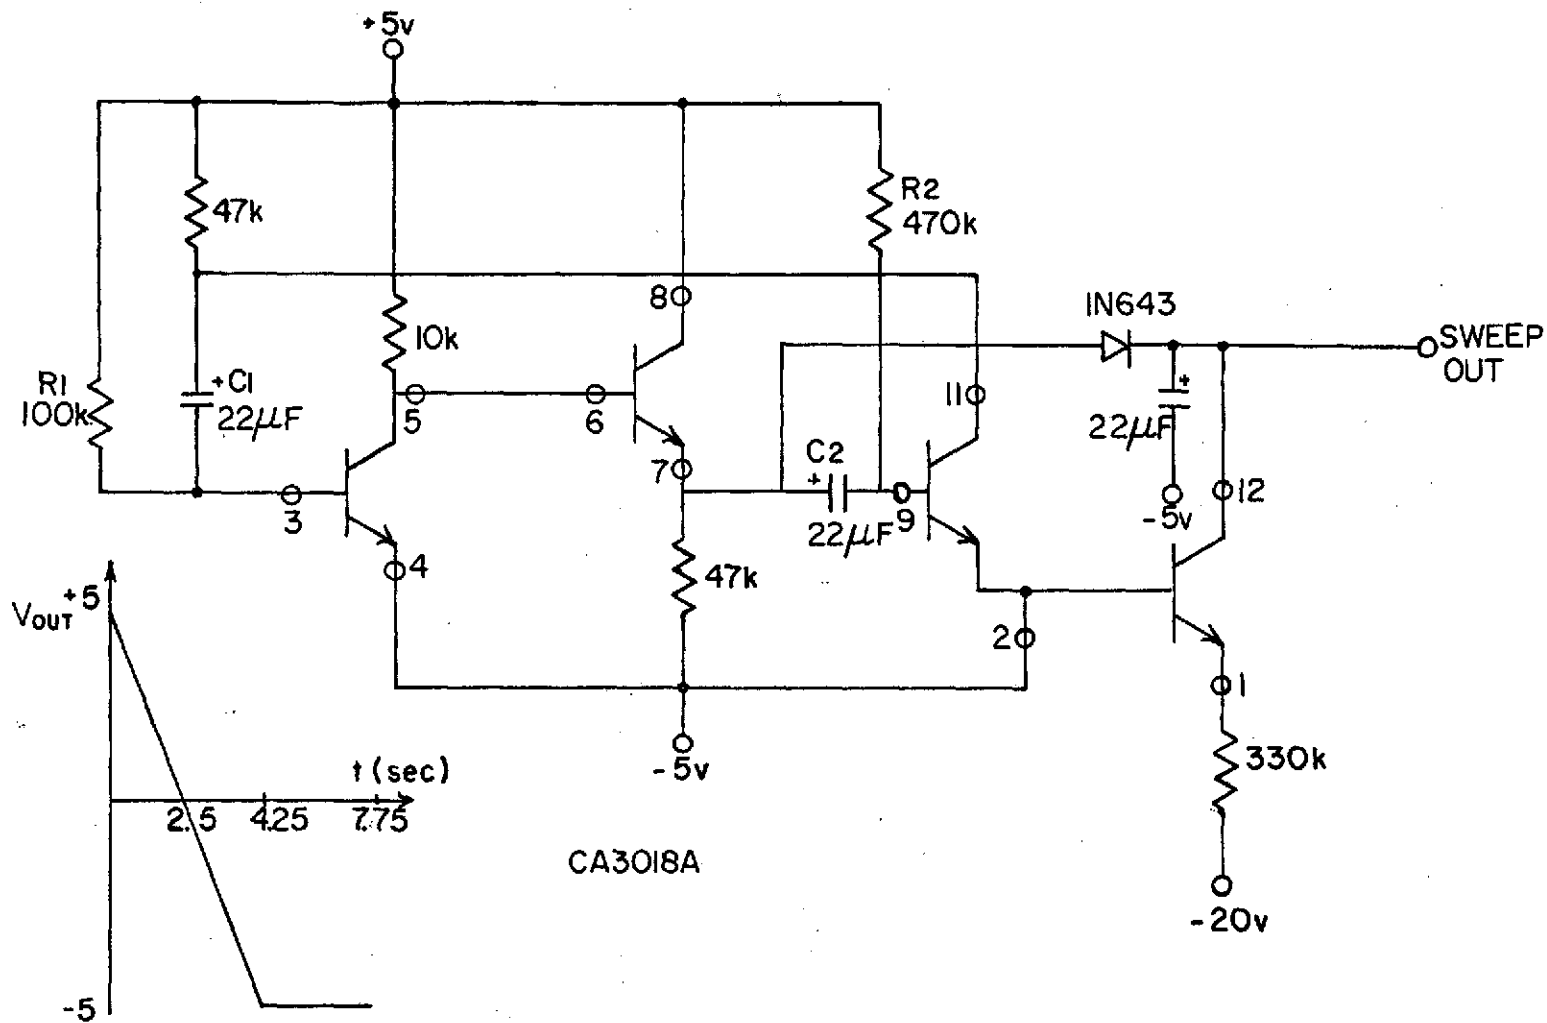 +5v
47k
R2
470k
8
1N643
SWEEP
OUT
10k
R1
100k
+
C1
22µF
5
6
11
+
22µF
-5v
12
3
7
C2
+
22µF
9
4
47k
2
1
+5
VOUT
t (sec)
2.5
4.25
7.75
-5v
330k
CA3018A
-20v
-5